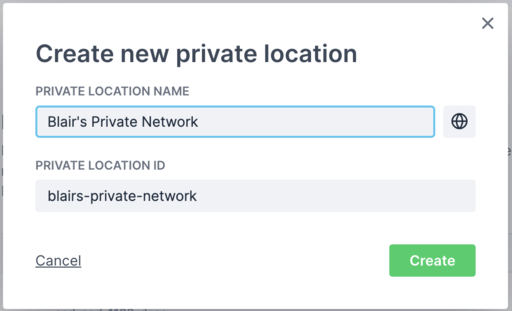 Create new private location
PRIVATE LOCATION NAME
Blair's Private Network
PRIVATE LOCATION ID
blairs-private-network
Cancel
Create